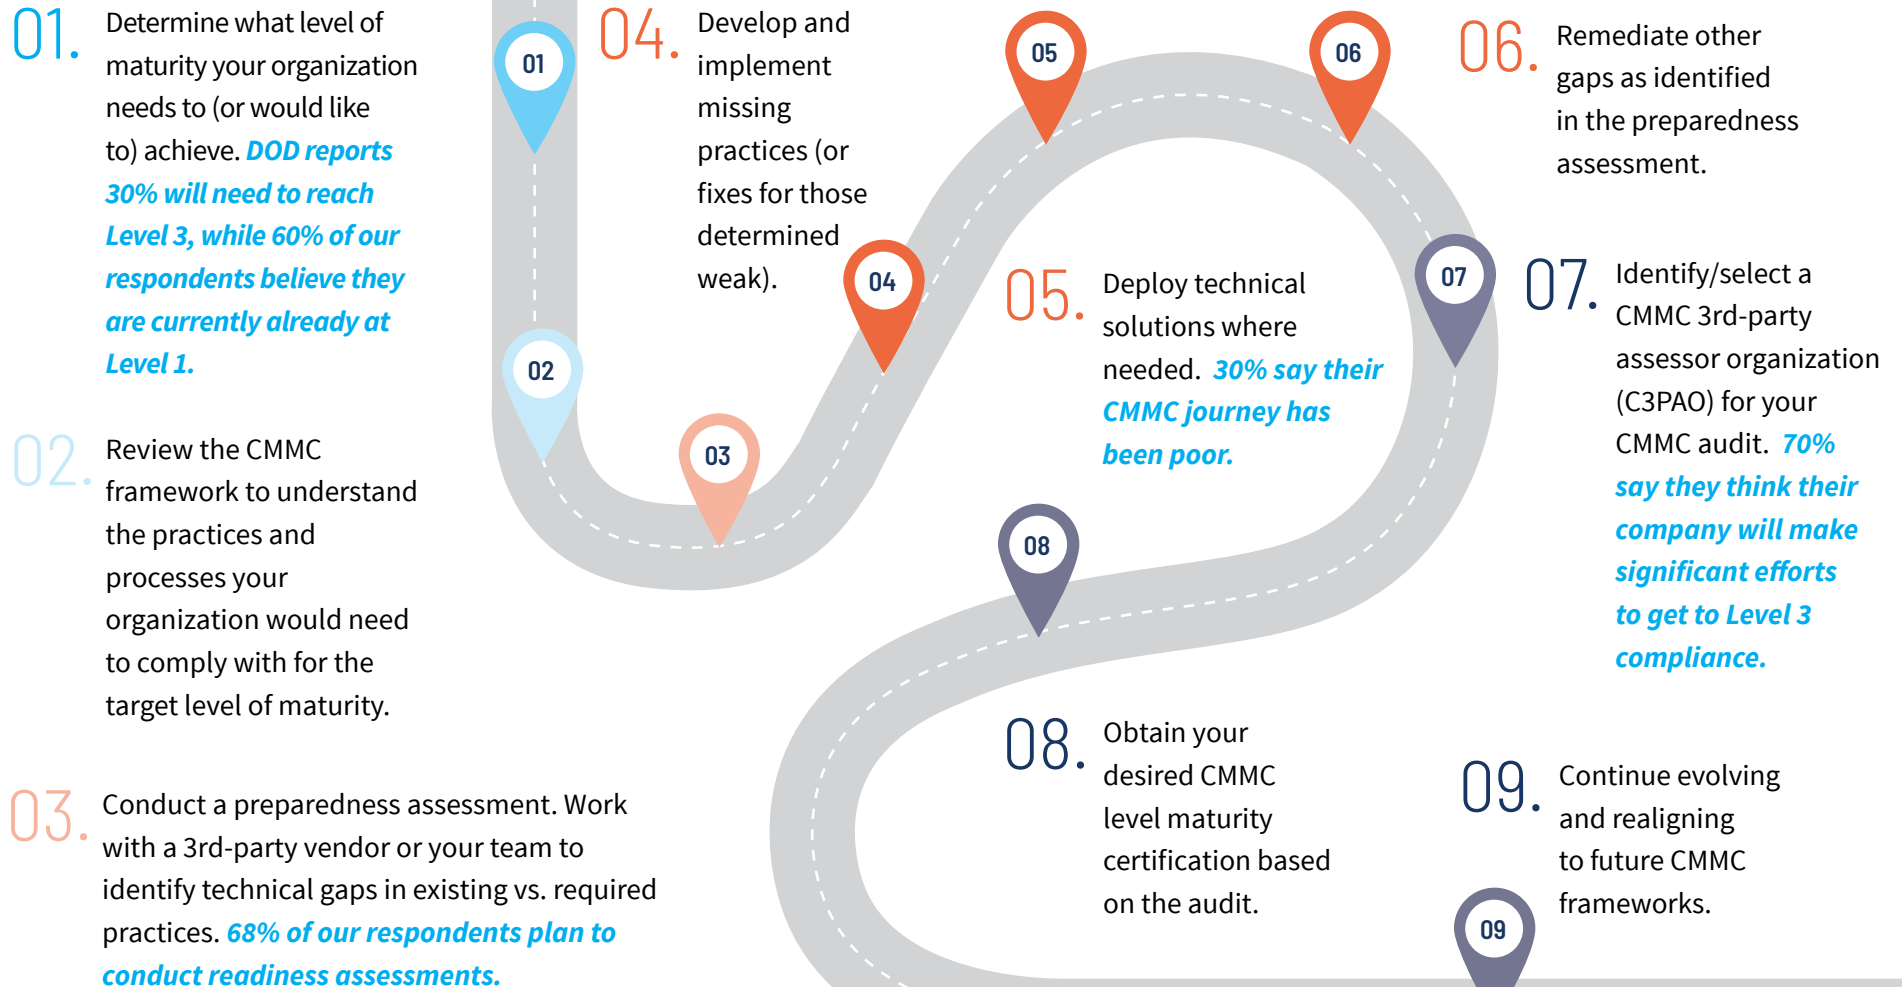 01.
Determine what level of
maturity your organization
needs to (or would like
to) achieve. DOD reports
30% will need to reach
Level 3, while 60% of our
respondents believe they
are currently already at
Level 1.
02.
Review the CMMC
framework to understand
the practices and
processes your
organization would need
to comply with for the
target level of maturity.
03.
Conduct a preparedness assessment. Work
with a 3rd-party vendor or your team to
identify technical gaps in existing vs. required
practices. 68% of our respondents plan to
conduct readiness assessments.
04.
Develop and
implement
missing
practices (or
fixes for those
determined
weak).
05.
Deploy technical
solutions where
needed. 30% say their
CMMC journey has
been poor.
06.
Remediate other
gaps as identified
in the preparedness
assessment.
07.
Identify/select a
CMMC 3rd-party
assessor organization
(C3PAO) for your
CMMC audit. 70%
say they think their
company will make
significant efforts
to get to Level 3
compliance.
08.
Obtain your
desired CMMC
level maturity
certification based
on the audit.
09.
Continue evolving
and realigning
to future CMMC
frameworks.
01
02
03
04
05
06
07
08
09